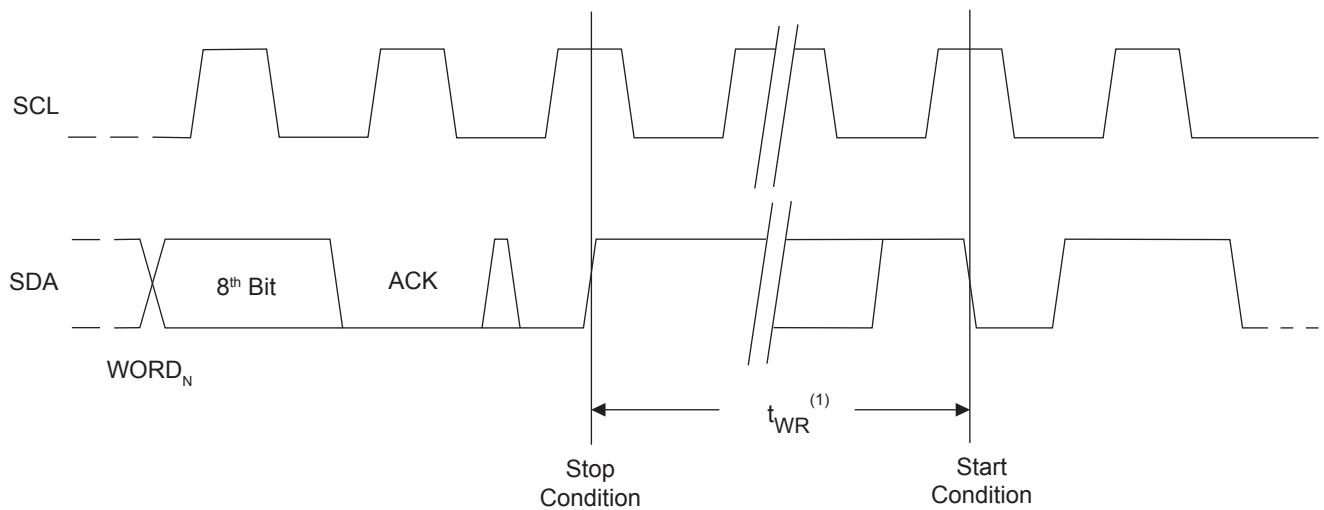 SCL
SDA
8th Bit
ACK
WORDN
tWR(1)
Stop
Condition
Start
Condition